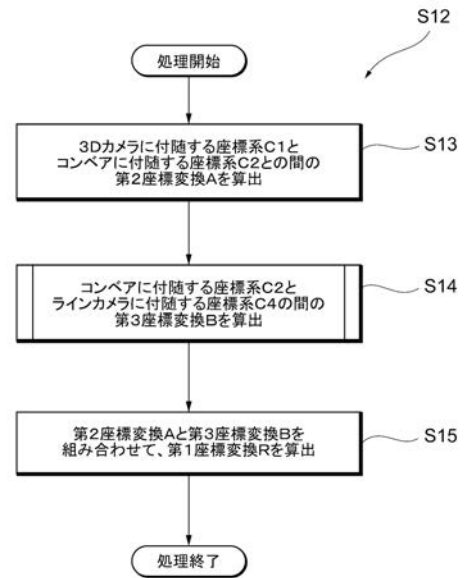 S12
処理開始
3Dカメラに付随する座標系C1と
コンベアに付随する座標系C2との間の
第2座標変換Aを算出
S13
コンベアに付随する座標系C2と
ラインカメラに付随する座標系C4の間の
第3座標変換Bを算出
S14
第2座標変換Aと第3座標変換Bを
組み合わせて、第1座標変換Rを算出
S15
処理終了